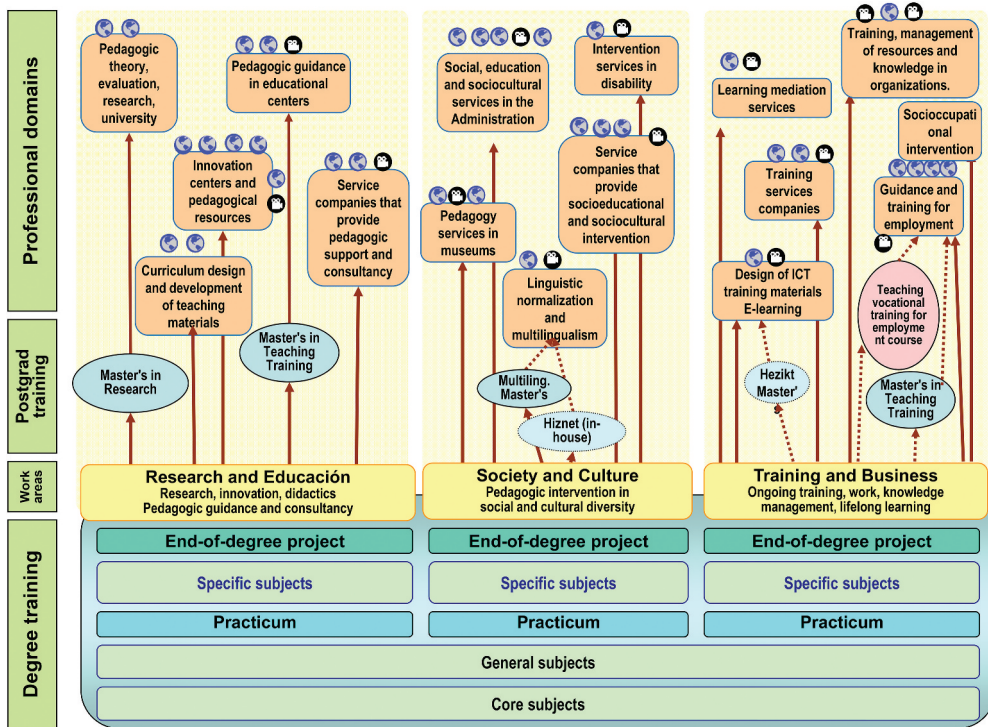 Professional domains
Postgrad
training
Work
areas
Degree training
Pedagogic
theory,
evaluation,
research,
university
Pedagogic guidance
in educational
centers
Innovation
centers and
pedagogical
resources
Service
companies that
provide
pedagogic
support and
consultancy
Curriculum design
and development
of teaching
materials
Master's in
Research
Master's in
Teaching
Training
Social, education
and sociocultural
services in the
Administration
Intervention
services in
disability
Service
companies that
provide
socioeducational
and sociocultural
intervention
Pedagogy
services in
museums
Linguistic
normalization
and
multilingualism
Multiling.
Master's
Hiznet (in-
house)
Training, management
of resources and
knowledge in
organizations.
Learning mediation
services
Socioccupati
onal
intervention
Training
services
companies
Guidance and
training for
employment
Design of ICT
training materials
E-learning
Teaching
vocational
training for
employme
nt course
Hezikt
Master'
s
Master's in
Teaching
Training
Research and Educación
Research, innovation, didactics
Pedagogic guidance and consultancy
Society and Culture
Pedagogic intervention in
social and cultural diversity
Training and Business
Ongoing training, work, knowledge
management, lifelong learning
End-of-degree project
End-of-degree project
End-of-degree project
Specific subjects
Specific subjects
Specific subjects
Practicum
Practicum
Practicum
General subjects
Core subjects